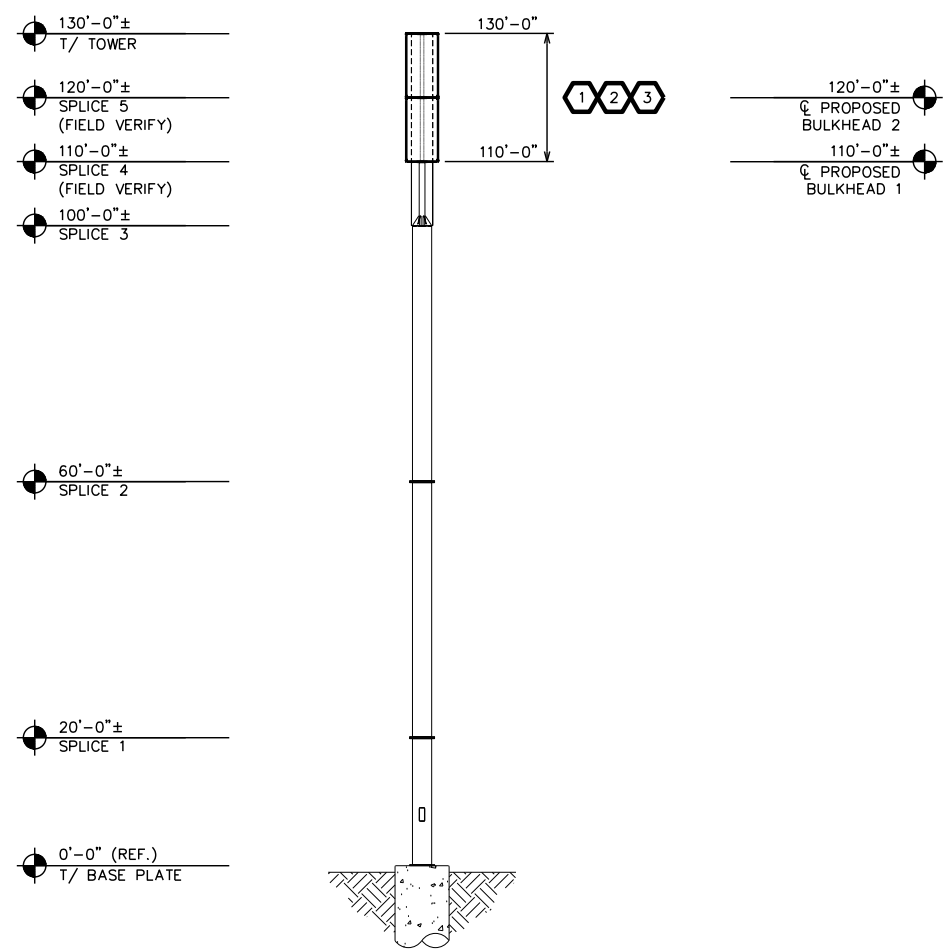 130'-0"±
T/ TOWER
120'-0"±
SPLICE 5
(FIELD VERIFY)
110'-0"±
SPLICE 4
(FIELD VERIFY)
100'-0"±
SPLICE 3
60'-0"±
SPLICE 2
20'-0"±
SPLICE 1
0'-0" (REF.)
T/ BASE PLATE
130'-0"
110'-0"
1 2 3
120'-0"±
℄ PROPOSED
BULKHEAD 2
110'-0"±
℄ PROPOSED
BULKHEAD 1